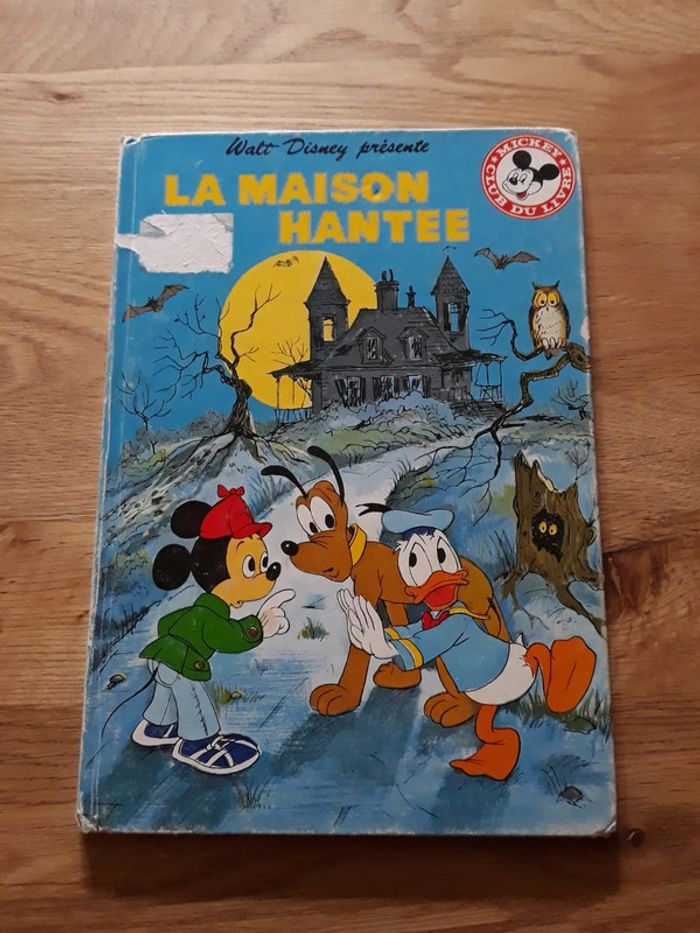 Walt Disney présente
LA MAISON
HANTEE
MICKEY
CLUB DU LIVRE